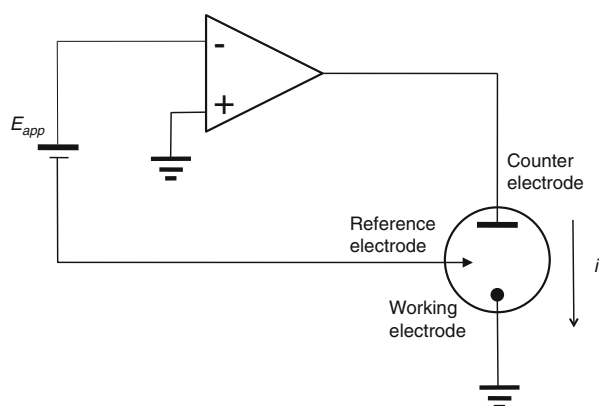 -
+
E_app
Counter
electrode
Reference
electrode
i
Working
electrode